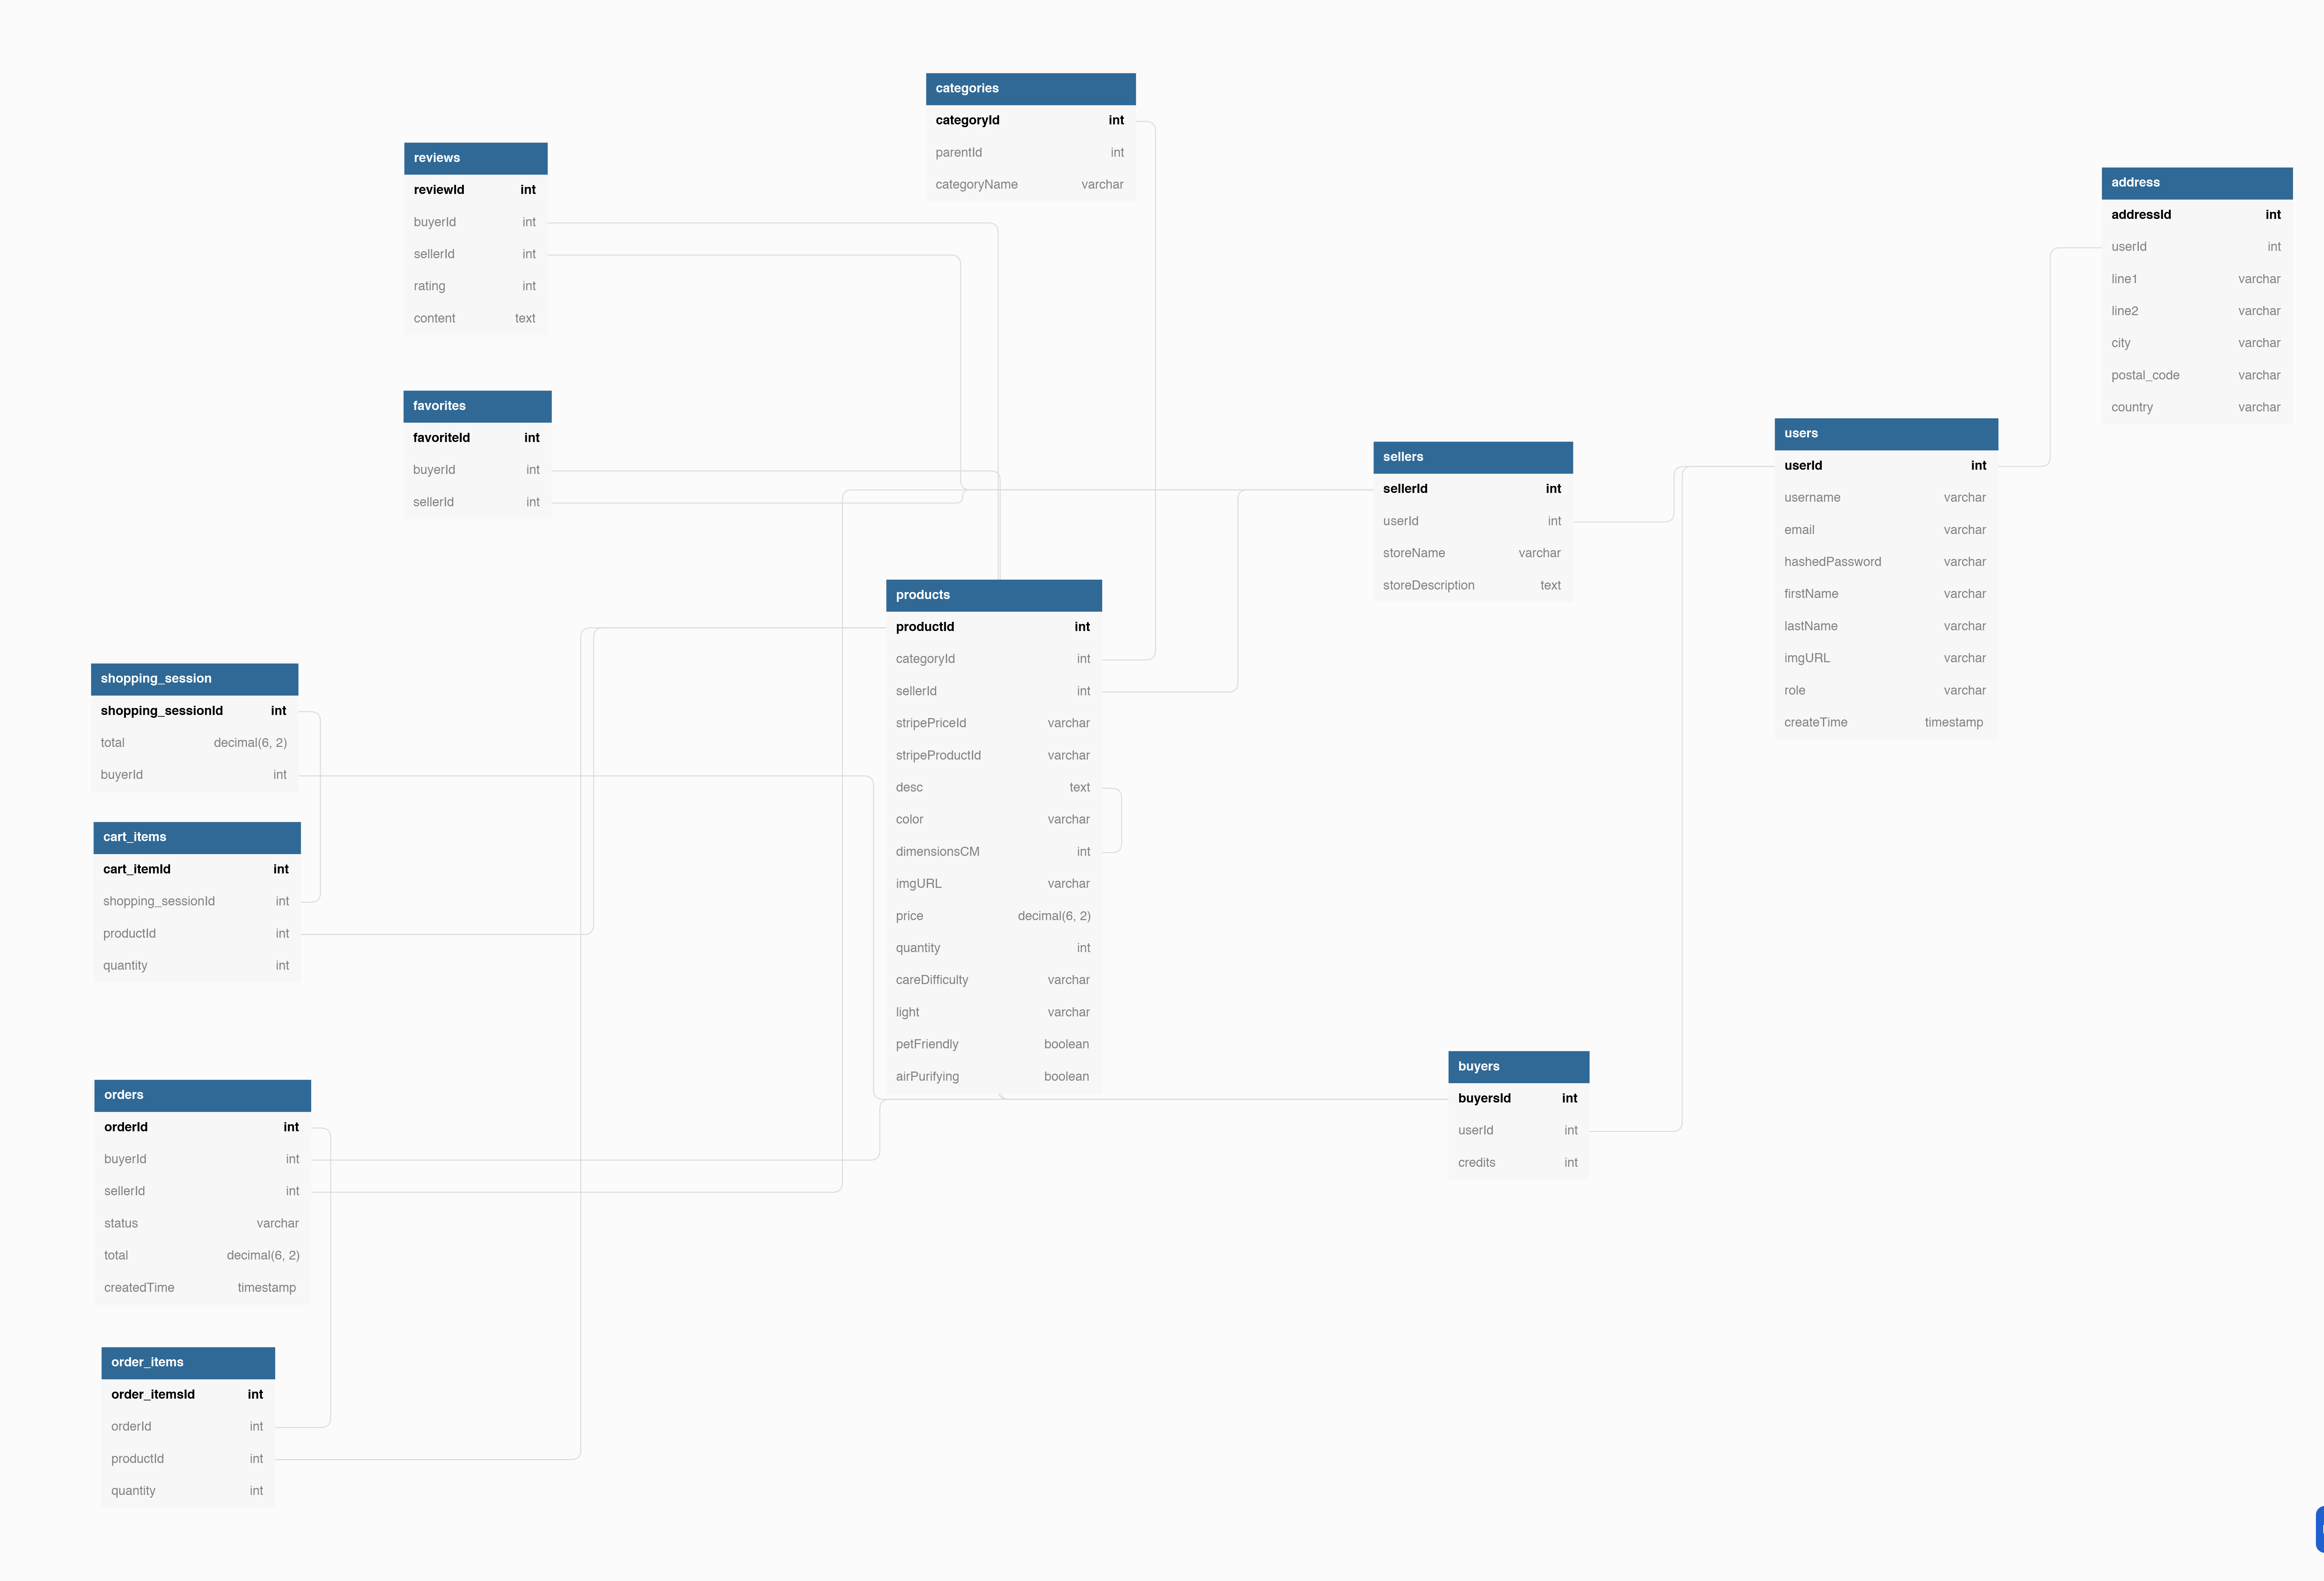 categories
categoryId int
parentId int
categoryName varchar
reviews
reviewId int
buyerId int
sellerId int
rating int
content text
address
addressId int
userId int
line1 varchar
line2 varchar
city varchar
postal_code varchar
country varchar
favorites
favoriteId int
buyerId int
sellerId int
users
userId int
username varchar
email varchar
hashedPassword varchar
firstName varchar
lastName varchar
imgURL varchar
role varchar
createTime timestamp
sellers
sellerId int
userId int
storeName varchar
storeDescription text
products
productId int
categoryId int
sellerId int
stripePriceId varchar
stripeProductId varchar
desc text
color varchar
dimensionsCM int
imgURL varchar
price decimal(6, 2)
quantity int
careDifficulty varchar
light varchar
petFriendly boolean
airPurifying boolean
shopping_session
shopping_sessionId int
total decimal(6, 2)
buyerId int
cart_items
cart_itemId int
shopping_sessionId int
productId int
quantity int
buyers
buyersId int
userId int
credits int
orders
orderId int
buyerId int
sellerId int
status varchar
total decimal(6, 2)
createdTime timestamp
order_items
order_itemsId int
orderId int
productId int
quantity int